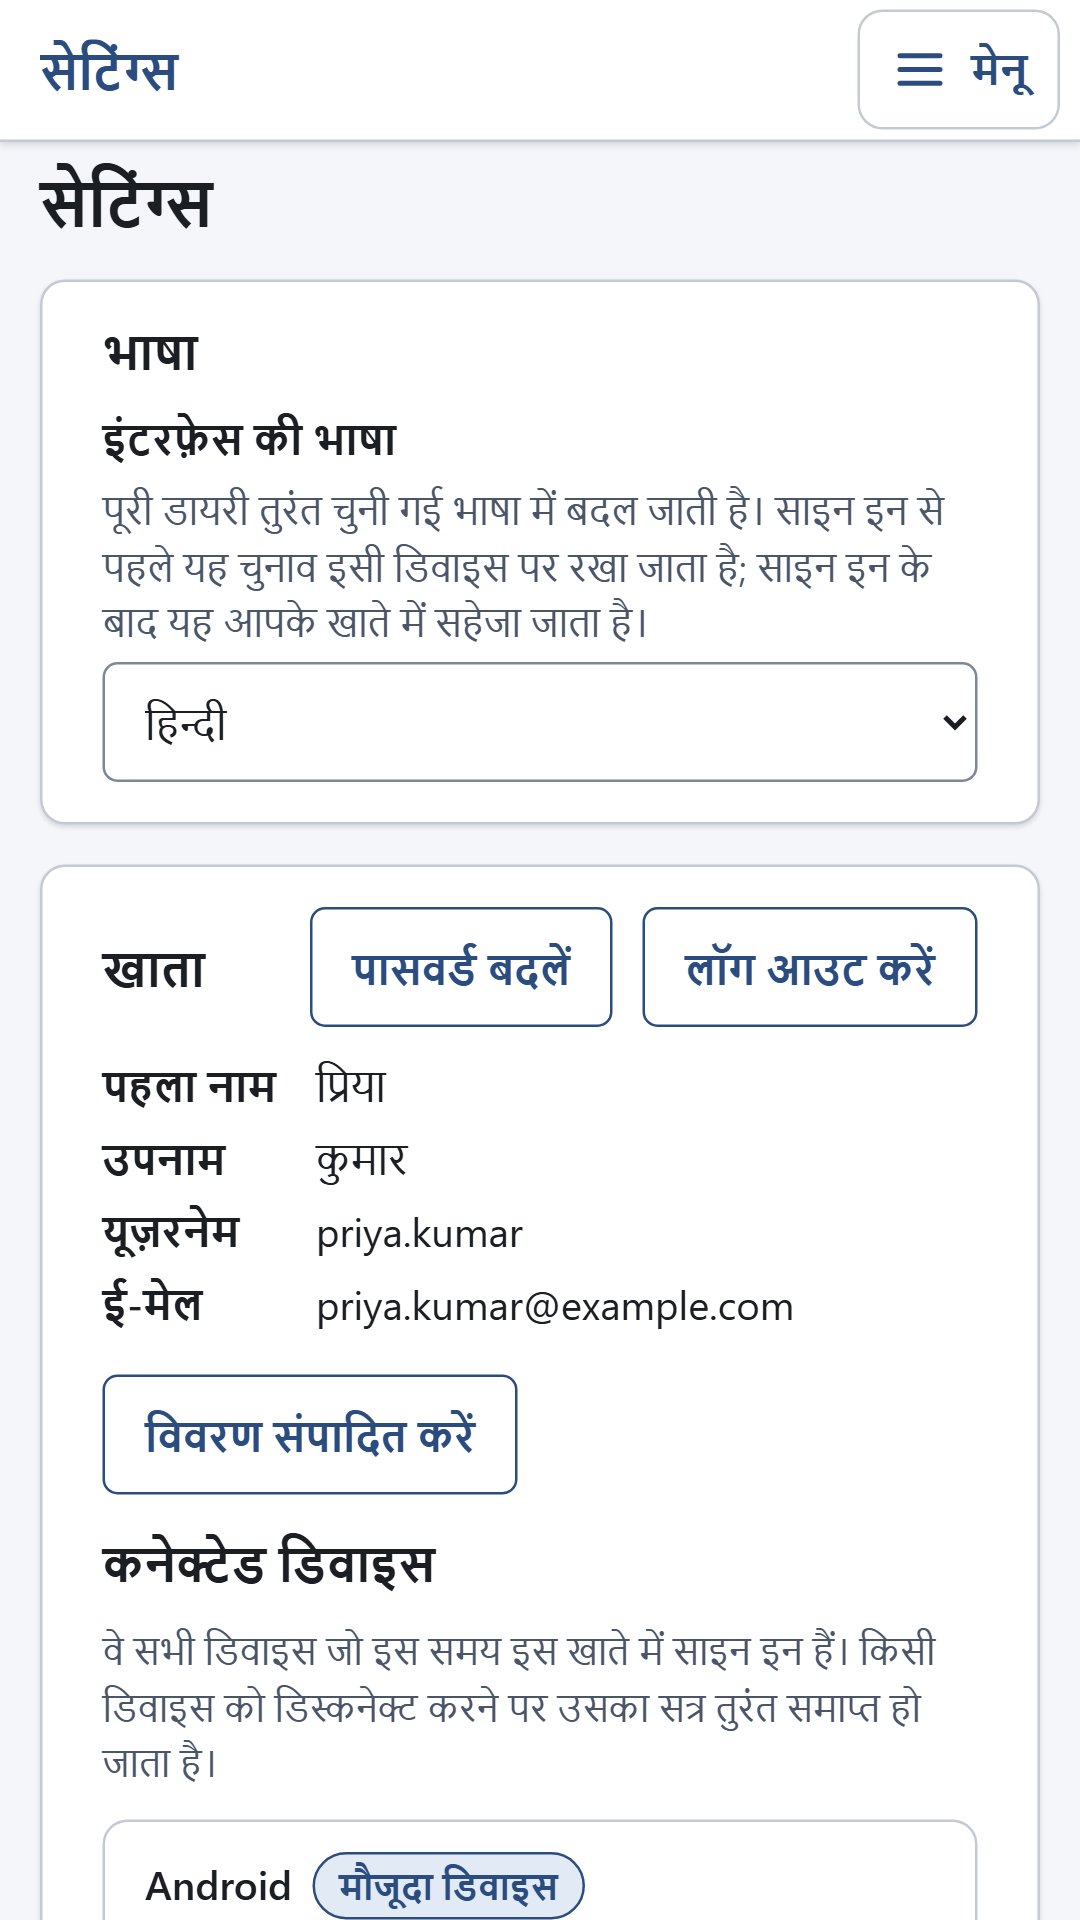 सेटिंग्स
मेनू
सेटिंग्स
भाषा
इंटरफ़ेस की भाषा
पूरी डायरी तुरंत चुनी गई भाषा में बदल जाती है। साइन इन से
पहले यह चुनाव इसी डिवाइस पर रखा जाता है; साइन इन के
बाद यह आपके खाते में सहेजा जाता है।
हिन्दी
खाता
पासवर्ड बदलें
लॉग आउट करें
पहला नाम प्रिया
उपनाम कुमार
यूज़रनेम priya.kumar
ई-मेल priya.kumar@example.com
विवरण संपादित करें
कनेक्टेड डिवाइस
वे सभी डिवाइस जो इस समय इस खाते में साइन इन हैं। किसी
डिवाइस को डिस्कनेक्ट करने पर उसका सत्र तुरंत समाप्त हो
जाता है।
Android मौजूदा डिवाइस